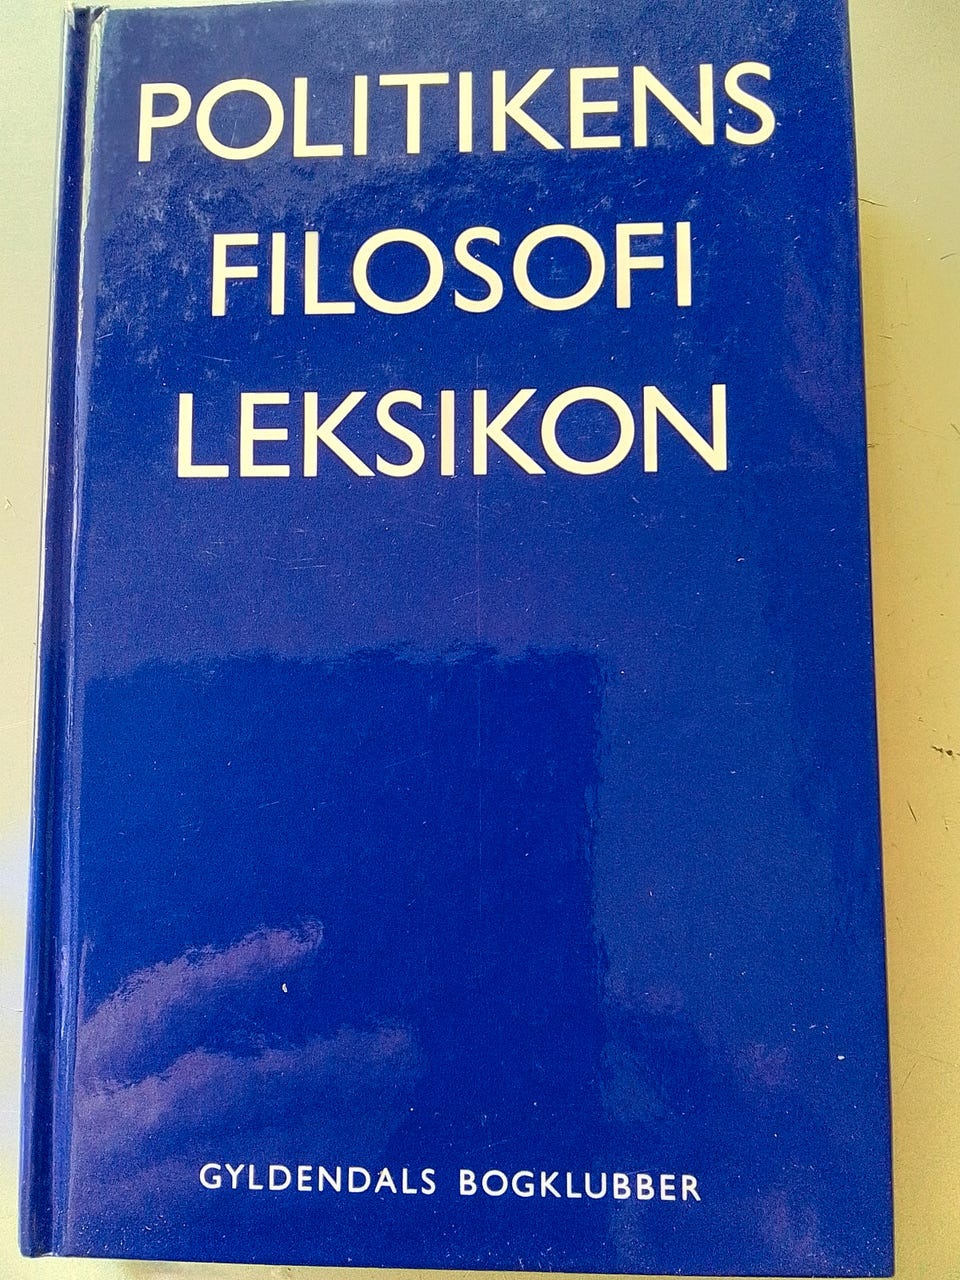 POLITIKENS
FILOSOFI
LEKSIKON
GYLDENDALS BOGKLUBBER